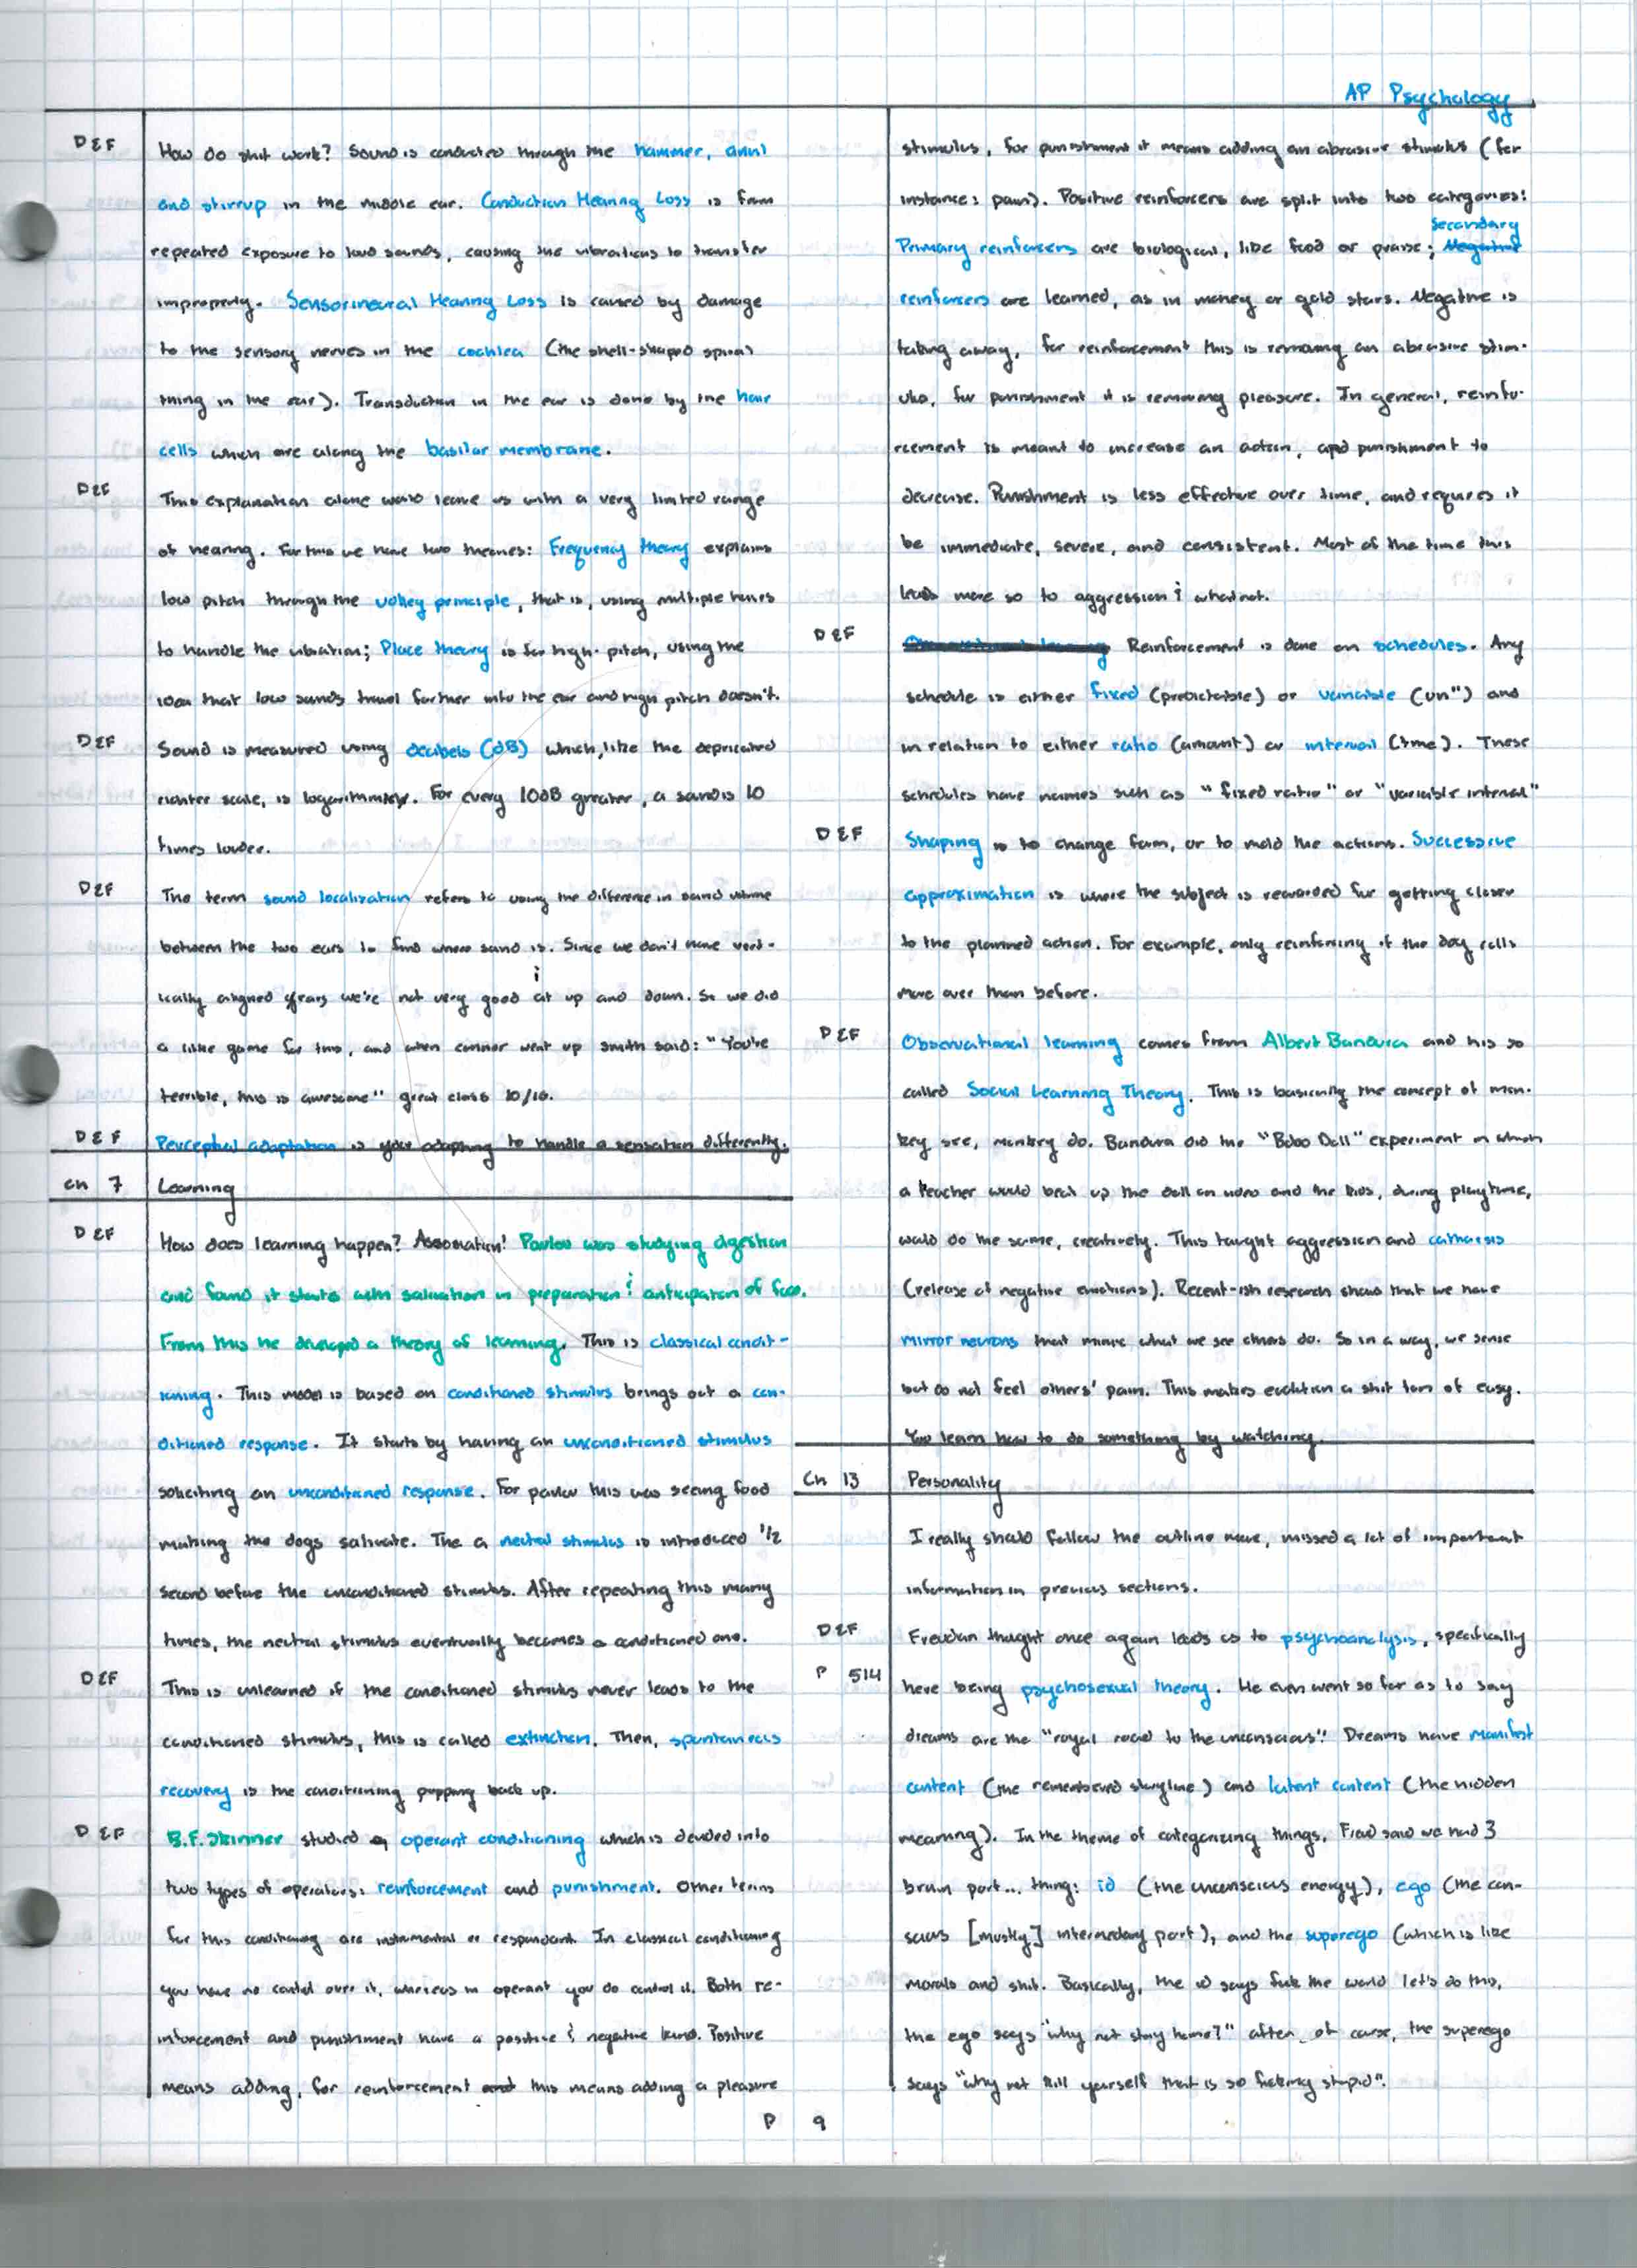 AP Psychology
DEF How do shit work? Sound is conducted through the hammer, anvil
and stirrup in the middle ear. Conduction Hearing Loss is from
repeated exposure to loud sounds, causing the vibrations to transfer
improperly. Sensorineural Hearing Loss is caused by damage
to the sensory nerves in the cochlea (the shell-shaped spiral
thing in the ear). Transduction in the ear is done by the hair
cells which are along the basilar membrane.
DEF This explanation alone would leave us with a very limited range
of hearing. For this we have two theories: Frequency theory explains
low pitch through the volley principle, that is, using multiple
to handle the vibration; Place theory is for high-pitch, using the
idea that low sounds travel farther into the ear and high pitch doesn't.
DEF Sound is measured using decibels (dB) which, like the depricated
richter scale, is logarithmic. For every 10dB greater, a sound is 10
times louder.
DEF The term sound localization refers to using the difference in sound volume
between the two ears to find where sound is. Since we don't have vert-
ically aligned ears we're not very good at up and down. So we did
a little game for this, and when connor went up smith said: "You're
terrible, this is awesome" great class 10/10.
DEF Perceptual adaptation is your adapting to handle a sensation differently.
Ch 7 Learning
DEF How does learning happen? Association! Pavlov was studying digestion
and found it starts with salivation in preparation & anticipation of food.
From this he developed a theory of learning. This is classical condit-
ioning. This model is based on conditioned stimulus brings out a con-
ditioned response. It starts by having an unconditioned stimulus
soliciting an unconditioned response. For pavlov this was seeing food
making the dogs salivate. The a neutral stimulus is introduced 1/2
second before the unconditioned stimulus. After repeating this many
times, the neutral stimulus eventually becomes a conditioned one.
DEF This is unlearned if the conditioned stimulus never leads to the
conditioned stimulus, this is called extinction. Then, spontaneous
recovery is the conditioning popping back up.
DEF B.F. Skinner studied operant conditioning which is devided into
two types of operators: reinforcement and punishment. Other terms
for this conditioning are instrumental or respondant. In classical conditioning
you have no control over it, whereas in operant you do control it. Both re-
inforcement and punishment have a positive & negative kind. Positive
means adding, for reinforcement this means adding a pleasure
stimulus, for punishment it means adding an abrasive stimulus (for
instance: pain). Positive reinforcers are split into two categories:
Primary reinforcers are biological, like food or praise; Negative Secondary
reinforcers are learned, as in money or gold stars. Negative is
taking away, for reinforcement this is removing an abrasive stim-
ulus, for punishment it is removing pleasure. In general, reinfo-
rcement is meant to increase an action, and punishment to
decrease. Punishment is less effective over time, and requires it
be immediate, severe, and consistent. Most of the time this
leads more so to aggression & whatnot.
DEF Reinforcement is done on schedules. Any
schedule is either fixed (predictable) or variable (un") and
in relation to either ratio (amount) or interval (time). These
schedules have names such as "fixed ratio" or "variable interval"
DEF Shaping is to change form, or to mold the actions. Successive
approximation is where the subject is rewarded for getting closer
to the planned action. For example, only reinforcing if the dog rolls
more over than before.
DEF Observational learning comes from Albert Bandura and his so
called Social Learning Theory. This is basically the concept of mon-
key see, monkey do. Bandura did the "Bobo Doll" experiment in which
a teacher would beat up the doll on video and the kids, during playtime,
would do the same, creatively. This taught aggression and catharsis
(release of negative emotions). Recent-ish research shows that we have
mirror neurons that mimic what we see others do. So in a way, we sense
but do not feel others' pain. This makes evolution a shit ton of easy.
You learn how to do something by watching.
Ch 13 Personality
I really should follow the outline more, missed a lot of important
information in previous sections.
DEF Freudan thought once again leads us to psychoanalysis, specifically
P 514 here being psychosexual theory. He even went so far as to say
dreams are the "royal road to the unconscious"! Dreams have manifest
content (the remembered storyline) and latent content (the hidden
meaning). In the theme of categorizing things, Freud said we had 3
brain part... thing: id (the unconscious energy), ego (the con-
scious [mostly] intermediary part), and the superego (which is like
morals and shit. Basically, the id says fuck the world let's do this,
the ego says "why not stay home?" after, of course, the superego
says "why not kill yourself that is so fucking stupid".
P 9